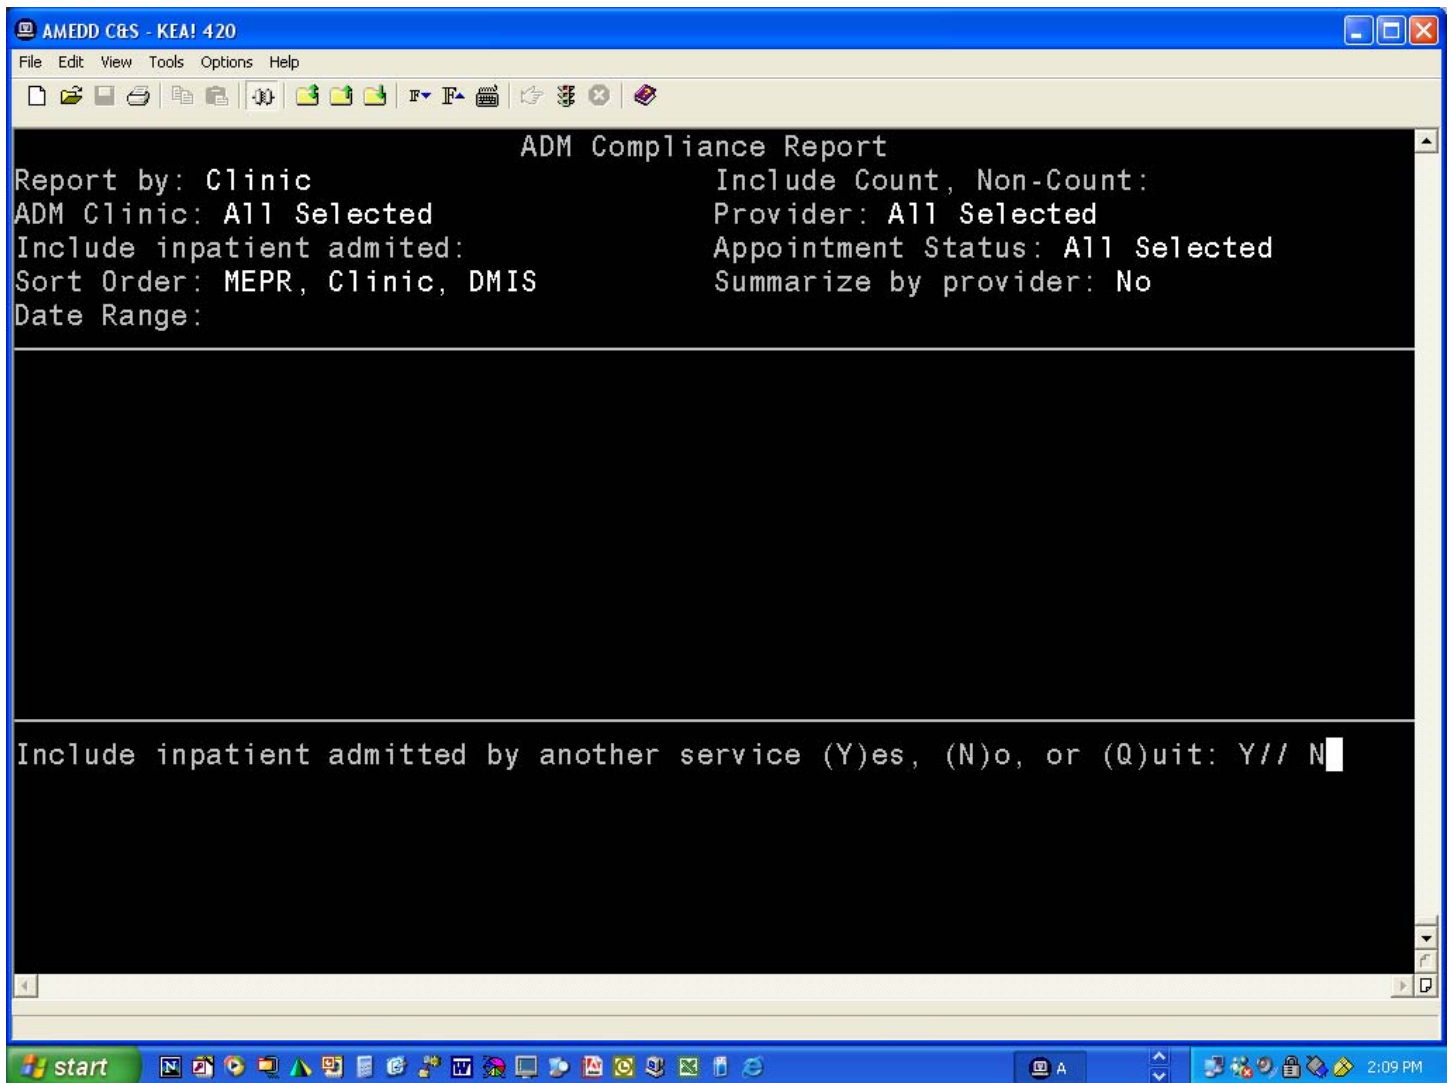 AMEDD C&S - KEA! 420
File Edit View Tools Options Help
ADM Compliance Report
Report by: Clinic Include Count, Non-Count:
ADM Clinic: All Selected Provider: All Selected
Include inpatient admited: Appointment Status: All Selected
Sort Order: MEPR, Clinic, DMIS Summarize by provider: No
Date Range:
Include inpatient admitted by another service (Y)es, (N)o, or (Q)uit: Y// N
start A 2:09 PM